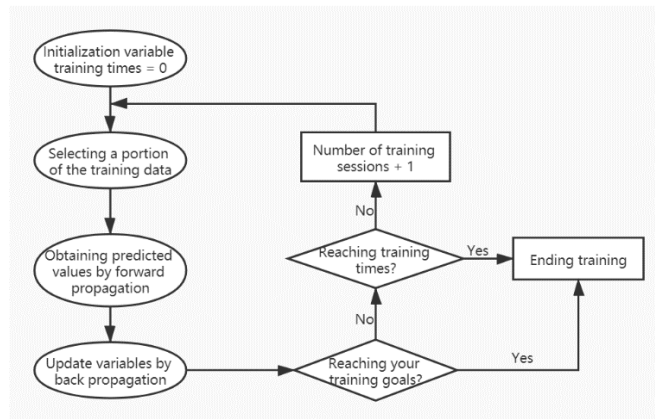 Initialization variable
training times = 0
Selecting a portion
of the training data
Number of training
sessions + 1
No
Obtaining predicted
values by forward
propagation
Reaching training
times?
Yes
Ending training
No
Update variables by
back propagation
Reaching your
training goals?
Yes